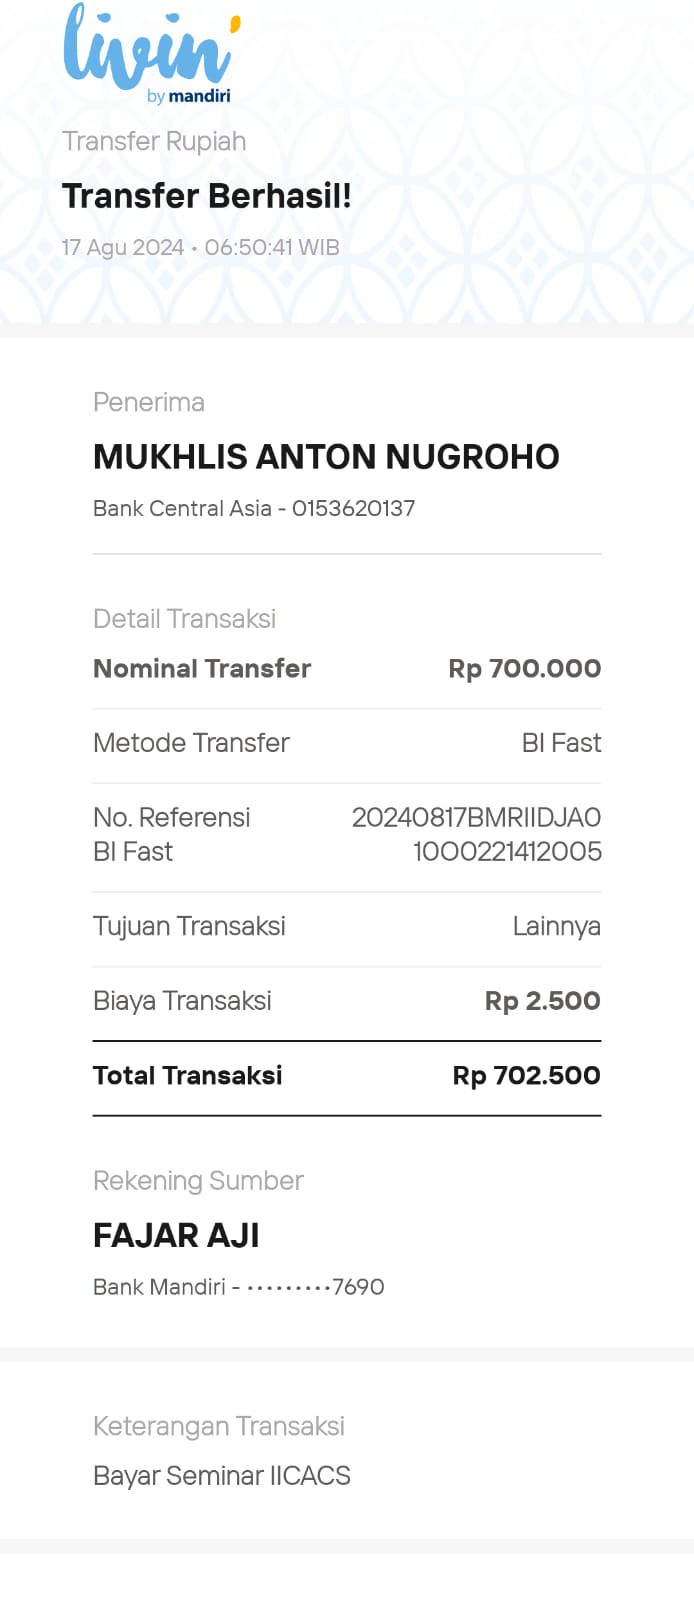 livin'
by mandiri
Transfer Rupiah
Transfer Berhasil!
17 Agu 2024 • 06:50:41 WIB
Penerima
MUKHLIS ANTON NUGROHO
Bank Central Asia - 0153620137
Detail Transaksi
Nominal Transfer Rp 700.000
Metode Transfer BI Fast
No. Referensi 20240817BMRIIDJA0
BI Fast 10O0221412005
Tujuan Transaksi Lainnya
Biaya Transaksi Rp 2.500
Total Transaksi Rp 702.500
Rekening Sumber
FAJAR AJI
Bank Mandiri - •••••••••7690
Keterangan Transaksi
Bayar Seminar IICACS